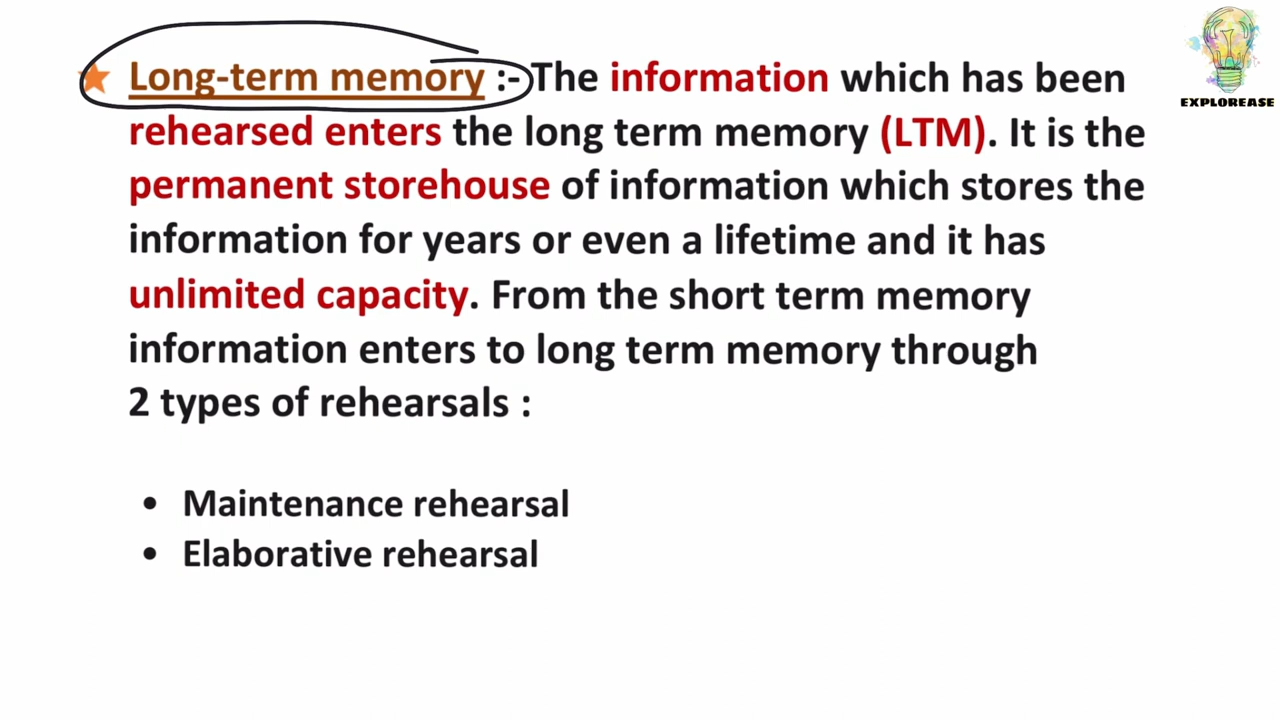 Long-term memory :- The information which has been
rehearsed enters the long term memory (LTM). It is the
permanent storehouse of information which stores the
information for years or even a lifetime and it has
unlimited capacity. From the short term memory
information enters to long term memory through
2 types of rehearsals :
• Maintenance rehearsal
• Elaborative rehearsal
EXPLOREASE